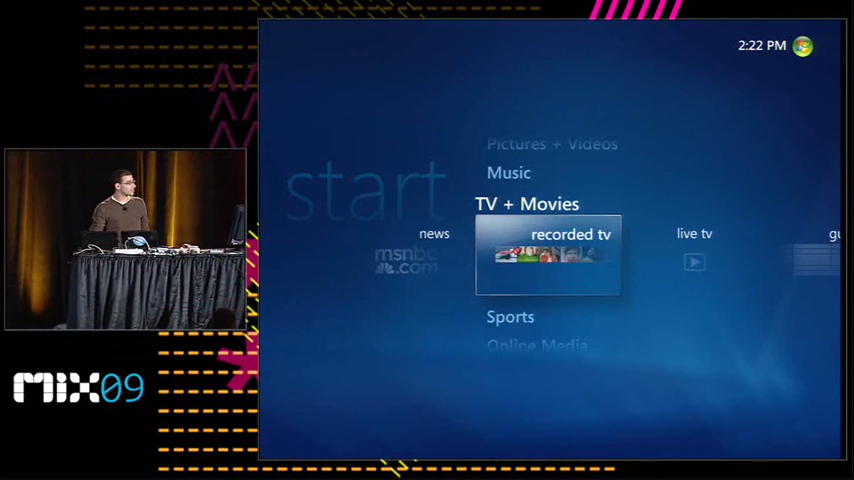 2:22 PM
start
Pictures + Videos
Music
TV + Movies
news
recorded tv
live tv
gu
msnbc
.com
Sports
Online Media
MIX09